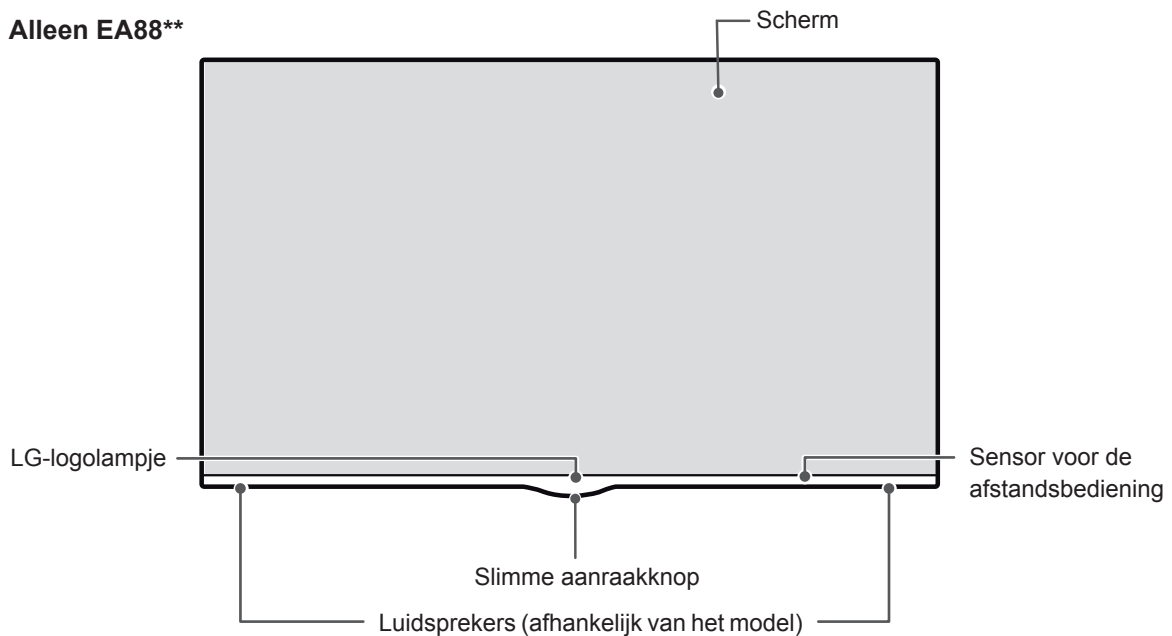 Alleen EA88**
Scherm
LG-logolampje
Sensor voor de
afstandsbediening
Slimme aanraakknop
Luidsprekers (afhankelijk van het model)